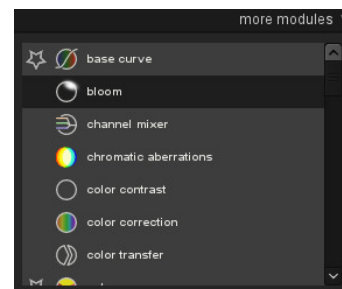 more modules
base curve
bloom
channel mixer
chromatic aberrations
color contrast
color correction
color transfer